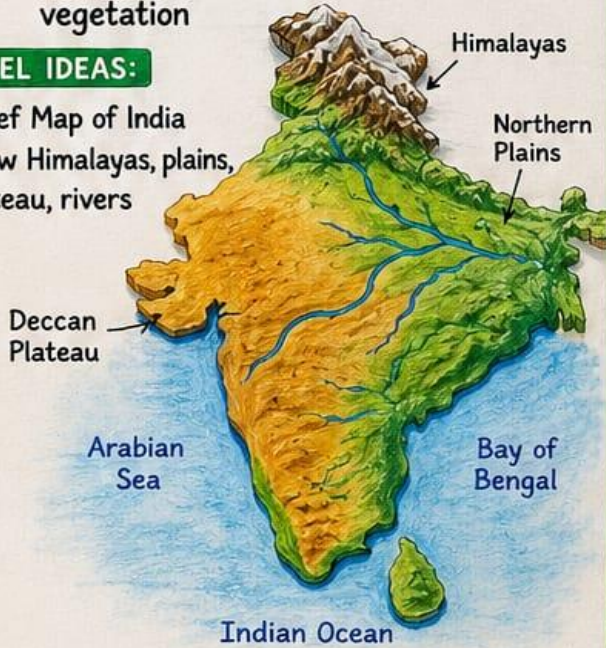 vegetation
EL IDEAS:
ef Map of India
w Himalayas, plains,
eau, rivers
Himalayas
Northern
Plains
Deccan
Plateau
Arabian
Sea
Bay of
Bengal
Indian Ocean